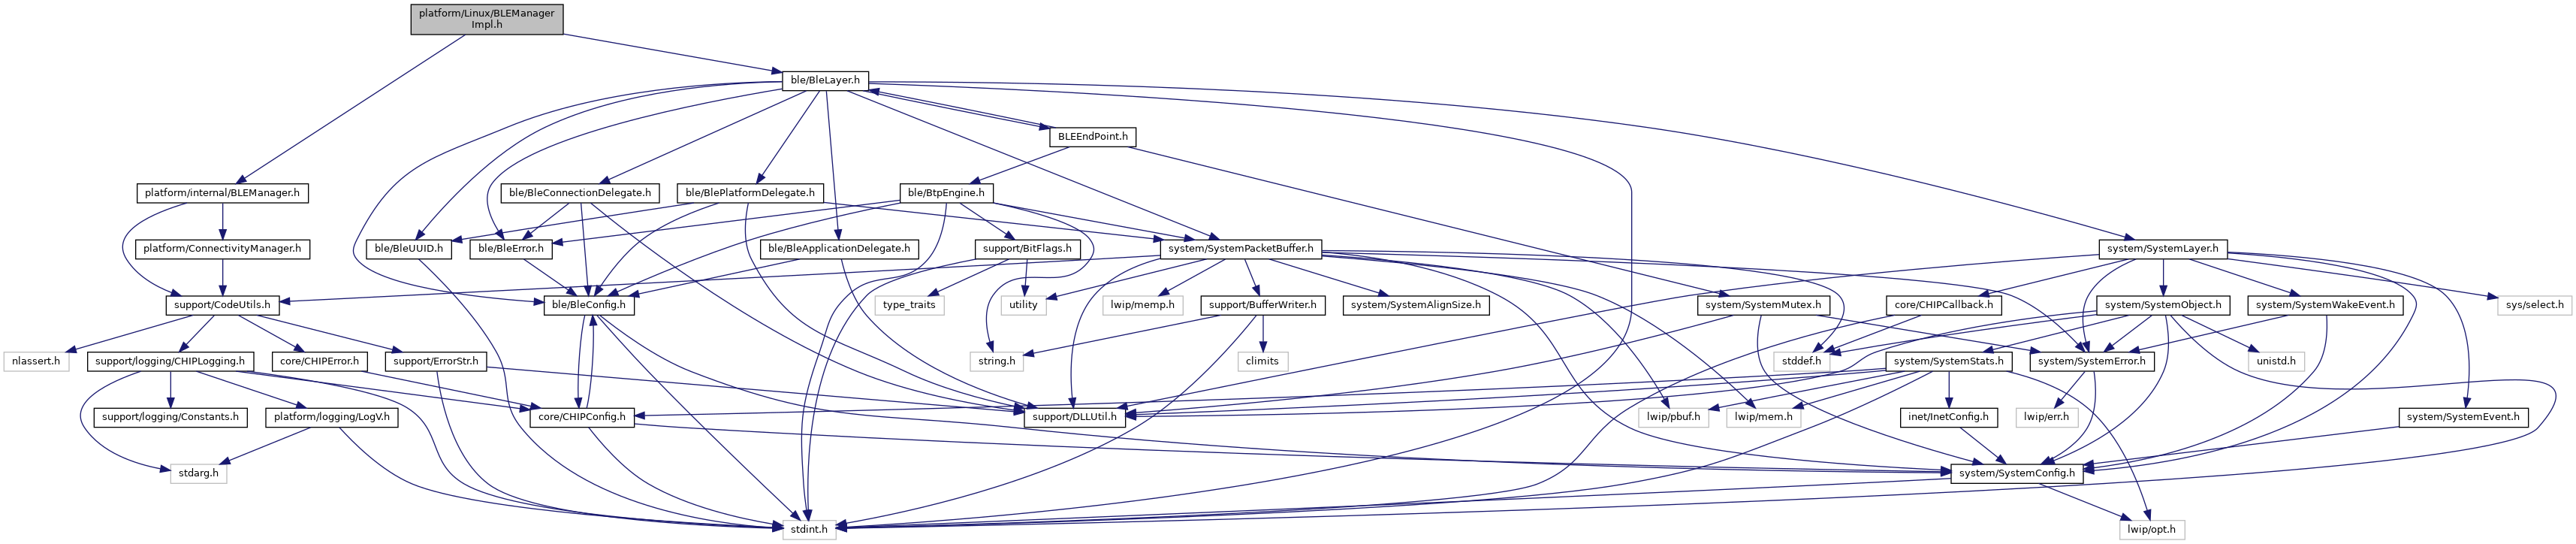 platform/Linux/BLEManager
Impl.h
ble/BleLayer.h
BLEEndPoint.h
platform/internal/BLEManager.h
ble/BleConnectionDelegate.h
ble/BlePlatformDelegate.h
ble/BtpEngine.h
platform/ConnectivityManager.h
ble/BleUUID.h
ble/BleError.h
ble/BleApplicationDelegate.h
support/BitFlags.h
system/SystemPacketBuffer.h
system/SystemLayer.h
support/CodeUtils.h
ble/BleConfig.h
type_traits
utility
lwip/memp.h
support/BufferWriter.h
system/SystemAlignSize.h
system/SystemMutex.h
core/CHIPCallback.h
system/SystemObject.h
system/SystemWakeEvent.h
sys/select.h
nlassert.h
support/logging/CHIPLogging.h
core/CHIPError.h
support/ErrorStr.h
string.h
climits
stddef.h
system/SystemStats.h
system/SystemError.h
unistd.h
support/logging/Constants.h
platform/logging/LogV.h
core/CHIPConfig.h
support/DLLUtil.h
lwip/pbuf.h
lwip/mem.h
inet/InetConfig.h
lwip/err.h
system/SystemEvent.h
stdarg.h
system/SystemConfig.h
stdint.h
lwip/opt.h